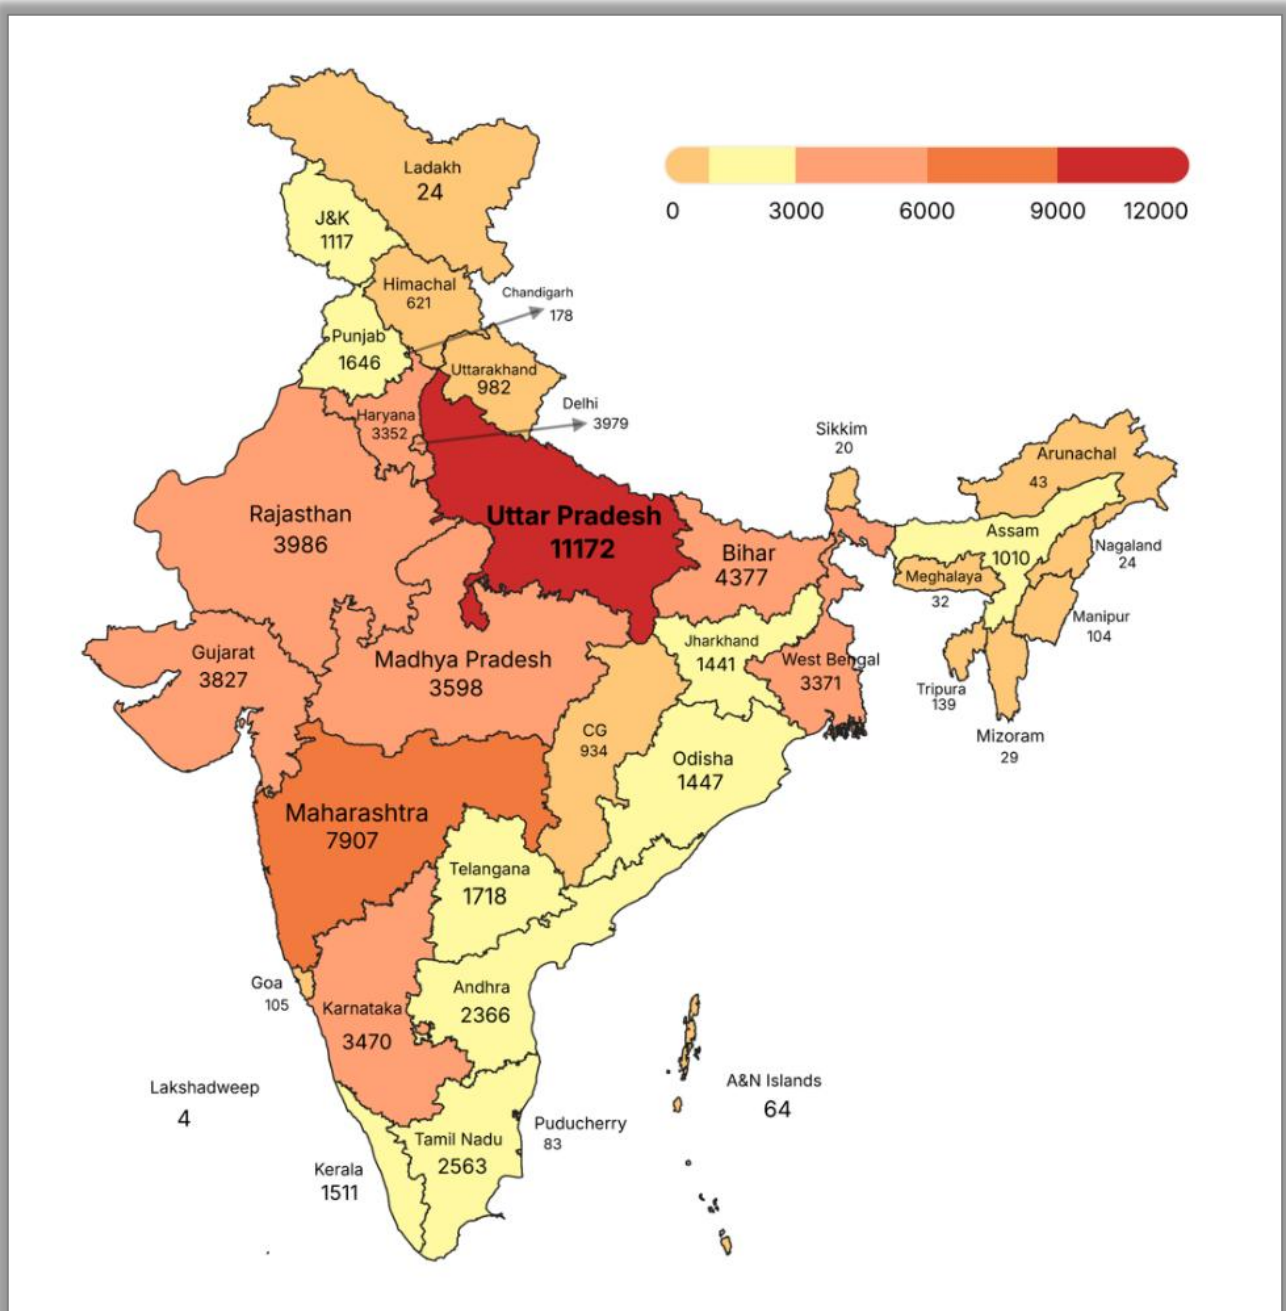 Ladakh
24
0 3000 6000 9000 12000
J&K
1117
Himachal
621
Chandigarh
178
Punjab
1646
Uttarakhand
982
Haryana
3352
Delhi
3979
Sikkim
20
Arunachal
43
Rajasthan
3986
Uttar Pradesh
11172
Bihar
4377
Assam
1010
Nagaland
24
Meghalaya
32
Manipur
104
Gujarat
3827
Madhya Pradesh
3598
Jharkhand
1441
West Bengal
3371
Tripura
139
Mizoram
29
CG
934
Odisha
1447
Maharashtra
7907
Telangana
1718
Goa
105
Karnataka
3470
Andhra
2366
Lakshadweep
4
A&N Islands
64
Puducherry
83
Tamil Nadu
2563
Kerala
1511